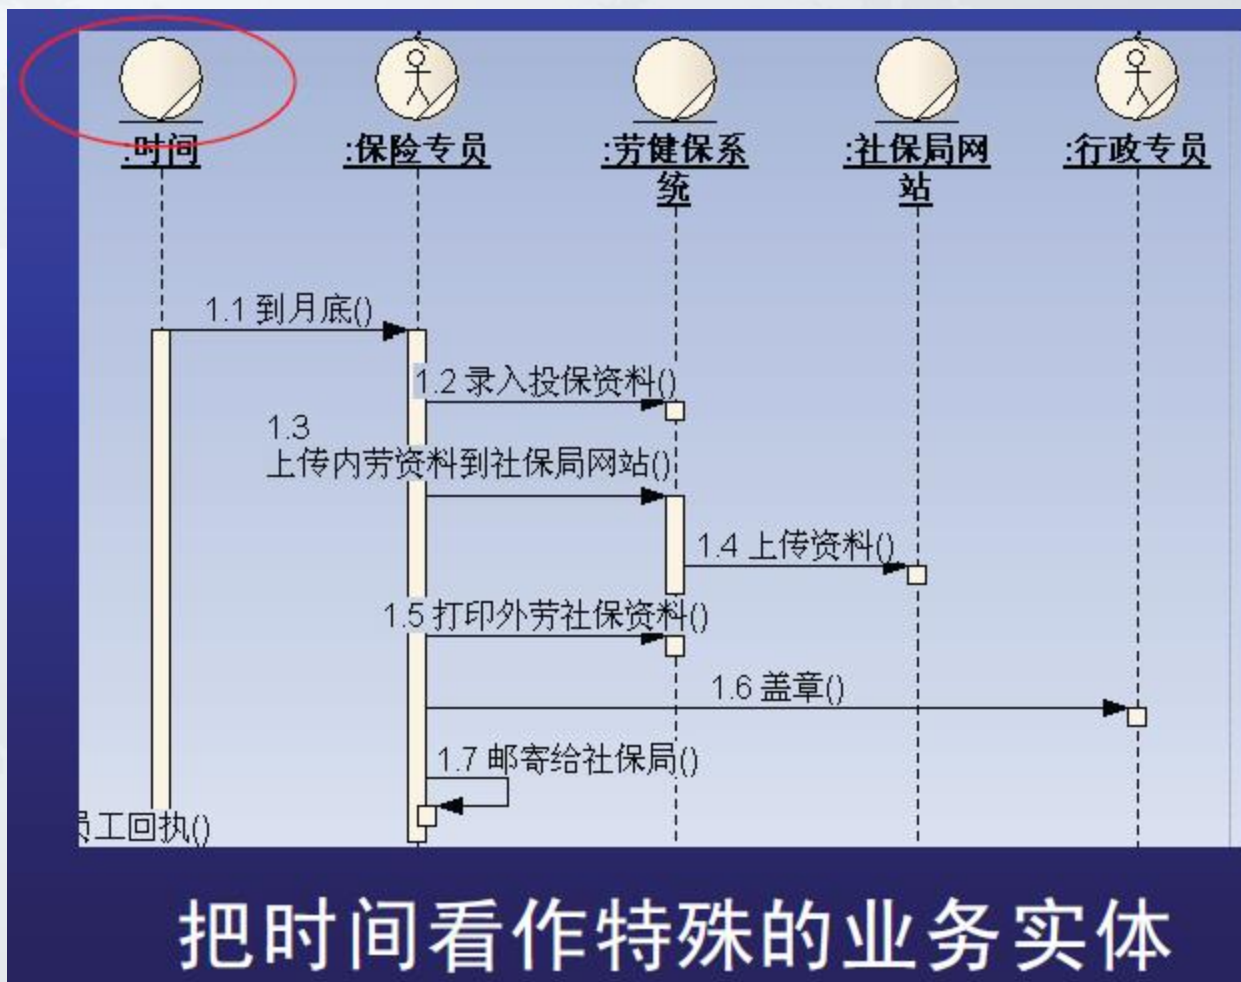 :时间
:保险专员
:劳健保系
统
:社保局网
站
:行政专员
1.1 到月底()
1.2 录入投保资料()
1.3
上传内劳资料到社保局网站()
1.4 上传资料()
1.5 打印外劳社保资料()
1.6 盖章()
1.7 邮寄给社保局()
员工回执()
把时间看作特殊的业务实体